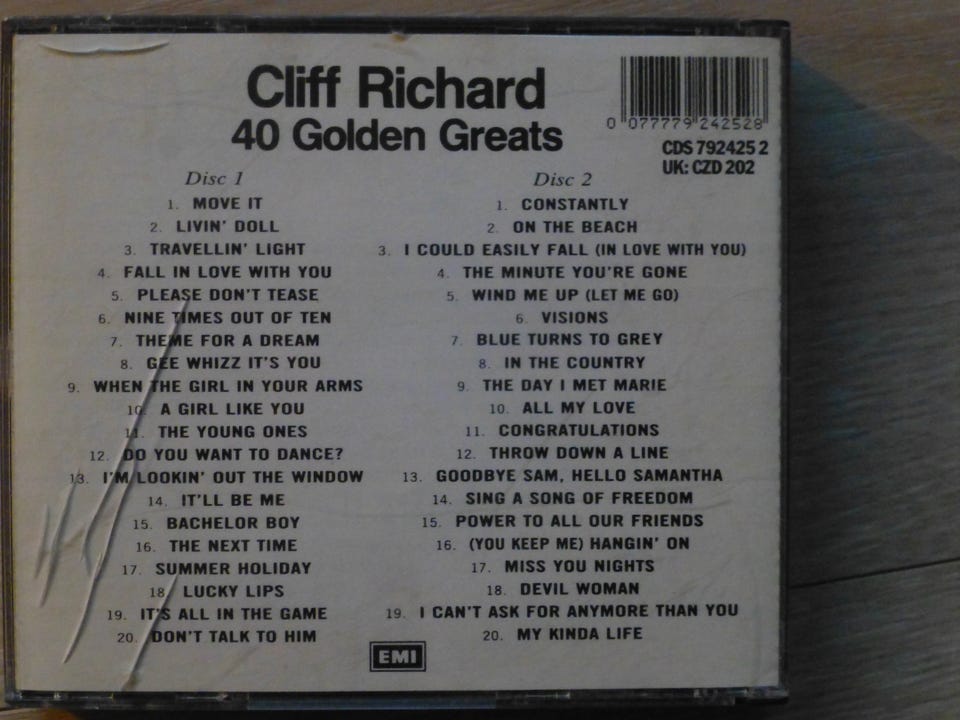 Cliff Richard
40 Golden Greats
0 077779 242528
CDS 792425 2
UK: CZD 202
Disc 1
1. MOVE IT
2. LIVIN' DOLL
3. TRAVELLIN' LIGHT
4. FALL IN LOVE WITH YOU
5. PLEASE DON'T TEASE
6. NINE TIMES OUT OF TEN
7. THEME FOR A DREAM
8. GEE WHIZZ IT'S YOU
9. WHEN THE GIRL IN YOUR ARMS
10. A GIRL LIKE YOU
11. THE YOUNG ONES
12. DO YOU WANT TO DANCE?
13. I'M LOOKIN' OUT THE WINDOW
14. IT'LL BE ME
15. BACHELOR BOY
16. THE NEXT TIME
17. SUMMER HOLIDAY
18. LUCKY LIPS
19. IT'S ALL IN THE GAME
20. DON'T TALK TO HIM
Disc 2
1. CONSTANTLY
2. ON THE BEACH
3. I COULD EASILY FALL (IN LOVE WITH YOU)
4. THE MINUTE YOU'RE GONE
5. WIND ME UP (LET ME GO)
6. VISIONS
7. BLUE TURNS TO GREY
8. IN THE COUNTRY
9. THE DAY I MET MARIE
10. ALL MY LOVE
11. CONGRATULATIONS
12. THROW DOWN A LINE
13. GOODBYE SAM, HELLO SAMANTHA
14. SING A SONG OF FREEDOM
15. POWER TO ALL OUR FRIENDS
16. (YOU KEEP ME) HANGIN' ON
17. MISS YOU NIGHTS
18. DEVIL WOMAN
19. I CAN'T ASK FOR ANYMORE THAN YOU
20. MY KINDA LIFE
EMI